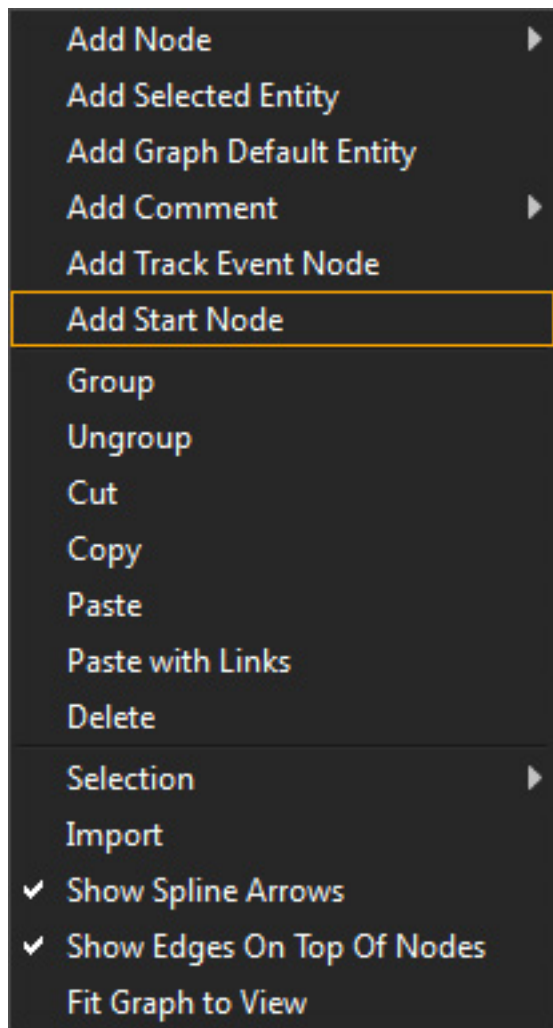 Add Node
Add Selected Entity
Add Graph Default Entity
Add Comment
Add Track Event Node
Add Start Node
Group
Ungroup
Cut
Copy
Paste
Paste with Links
Delete
Selection
Import
Show Spline Arrows
Show Edges On Top Of Nodes
Fit Graph to View